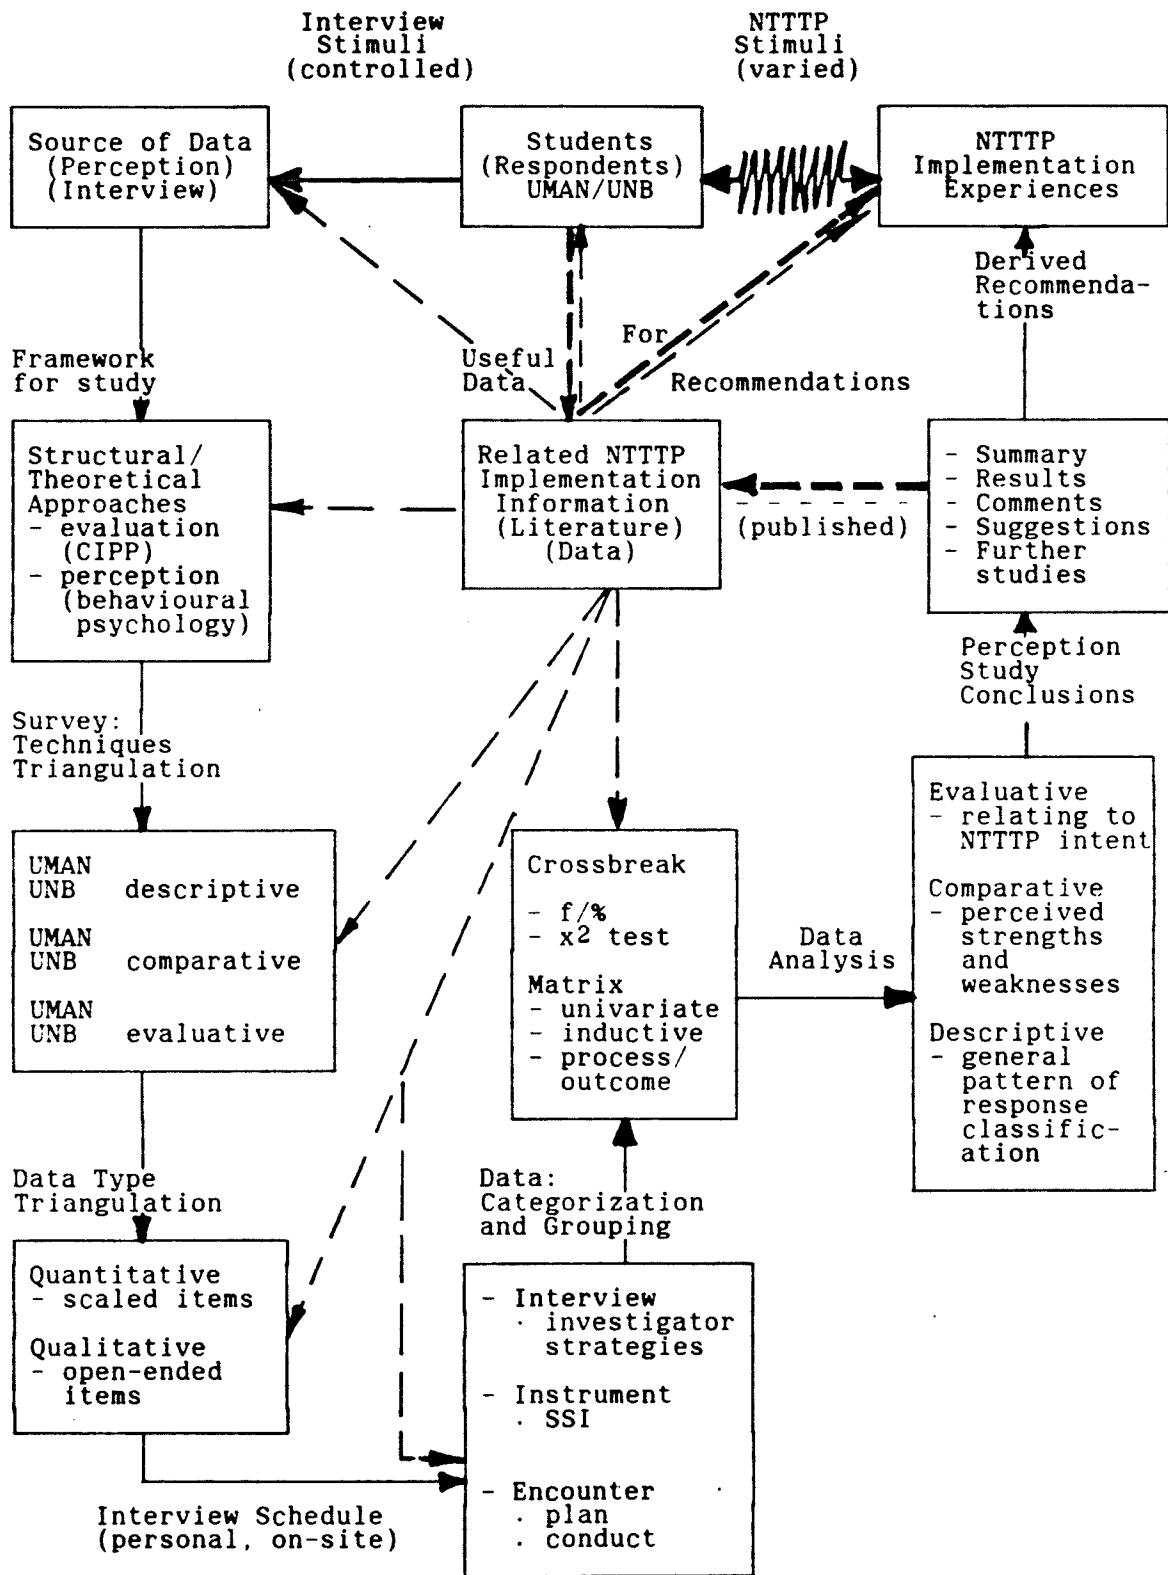 Interview
Stimuli
(controlled)
NTTTP
Stimuli
(varied)
Source of Data
(Perception)
(Interview)
Students
(Respondents)
UMAN/UNB
NTTTP
Implementation
Experiences
Derived
Recommenda-
tions
Framework
for study
Useful
Data
For
Recommendations
Structural/
Theoretical
Approaches
- evaluation
(CIPP)
- perception
(behavioural
psychology)
Related NTTTP
Implementation
Information
(Literature)
(Data)
(published)
- Summary
- Results
- Comments
- Suggestions
- Further
studies
Perception
Study
Conclusions
Survey:
Techniques
Triangulation
UMAN
UNB descriptive
UMAN
UNB comparative
UMAN
UNB evaluative
Crossbreak
- f/%
- x2 test
Matrix
- univariate
- inductive
- process/
outcome
Data
Analysis
Evaluative
- relating to
NTTTP intent
Comparative
- perceived
strengths
and
weaknesses
Descriptive
- general
pattern of
response
classific-
ation
Data Type
Triangulation
Data:
Categorization
and Grouping
Quantitative
- scaled items
Qualitative
- open-ended
items
- Interview
. investigator
strategies
- Instrument
. SSI
- Encounter
. plan
. conduct
Interview Schedule
(personal, on-site)